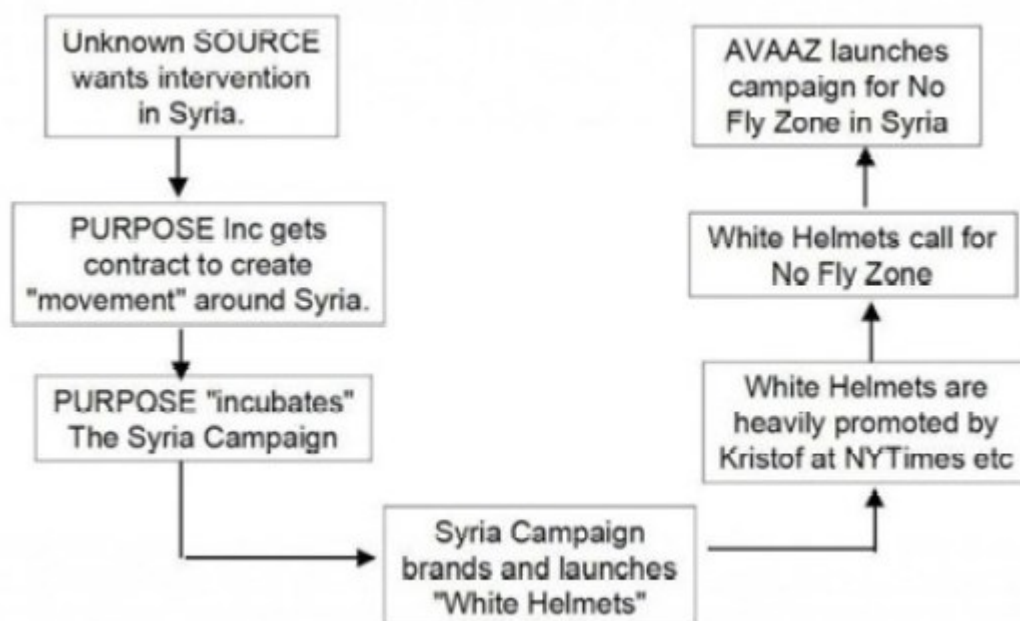 Unknown SOURCE
wants intervention
in Syria.
PURPOSE Inc gets
contract to create
"movement" around Syria.
PURPOSE "incubates"
The Syria Campaign
Syria Campaign
brands and launches
"White Helmets"
White Helmets are
heavily promoted by
Kristof at NYTimes etc
White Helmets call for
No Fly Zone
AVAAZ launches
campaign for No
Fly Zone in Syria